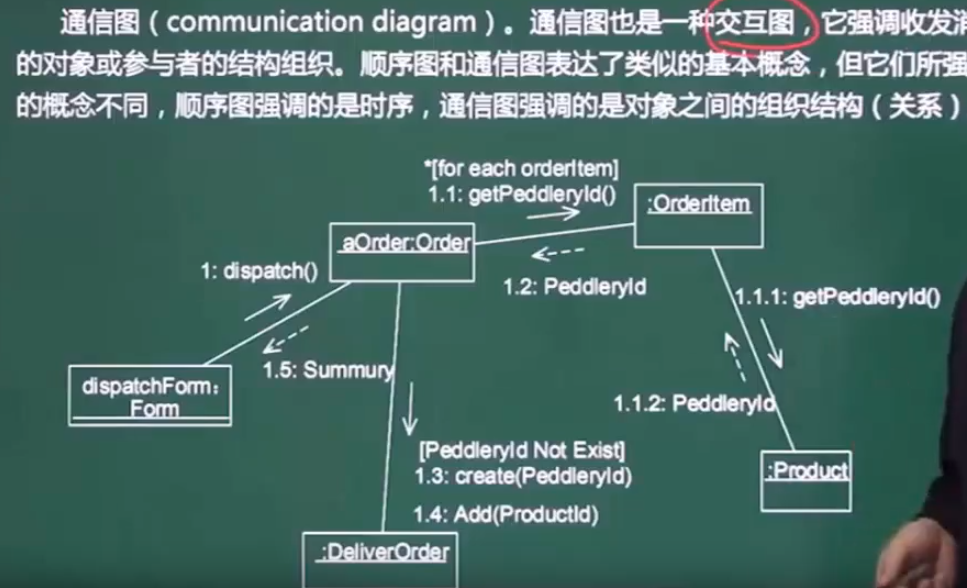 通信图（communication diagram）。通信图也是一种交互图，它强调收发消
的对象或参与者的结构组织。顺序图和通信图表达了类似的基本概念，但它们所强
的概念不同，顺序图强调的是时序，通信图强调的是对象之间的组织结构（关系）
*[for each orderItem]
1.1: getPeddleryId()
:OrderItem
aOrder:Order
1: dispatch()
1.2: PeddleryId
1.1.1: getPeddleryId()
1.5: Summury
dispatchForm:
Form
1.1.2: PeddleryId
[PeddleryId Not Exist]
1.3: create(PeddleryId)
:Product
1.4: Add(ProductId)
:DeliverOrder